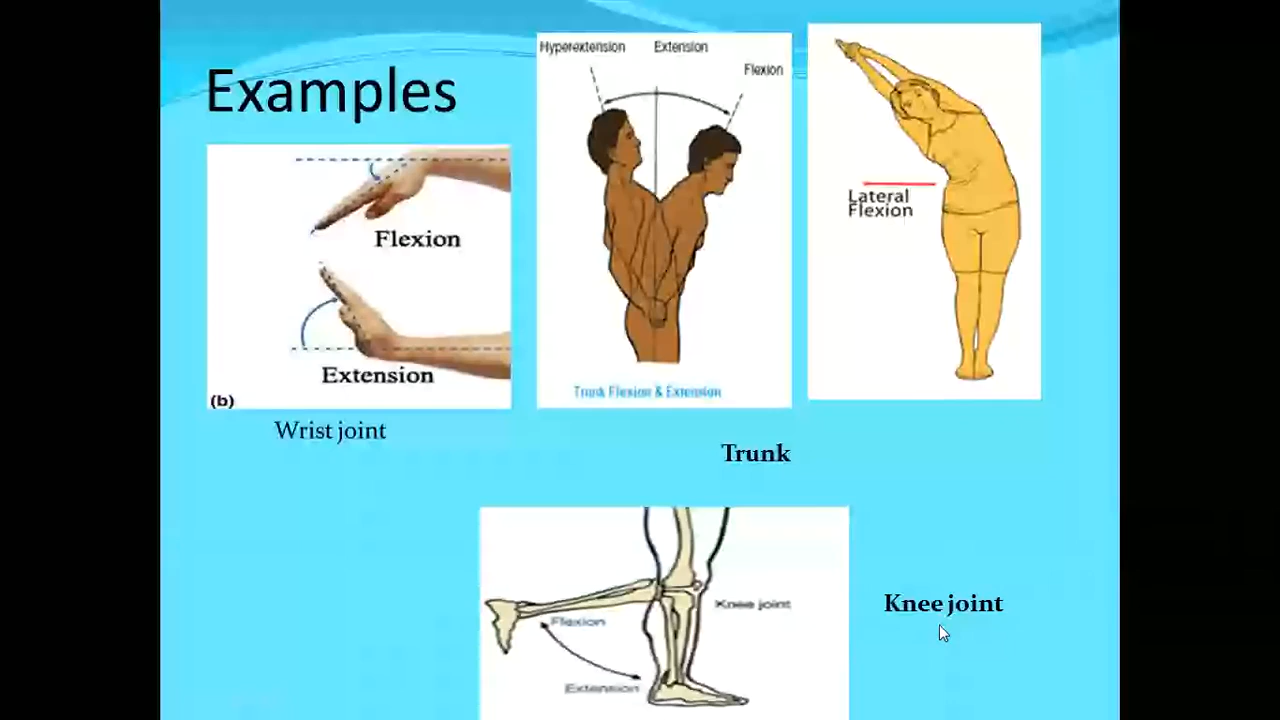 Examples
Flexion
Extension
(b)
Wrist joint
Hyperextension
Extension
Flexion
Trunk Flexion & Extension
Lateral
Flexion
Trunk
Knee joint
Flexion
Extension
Knee joint